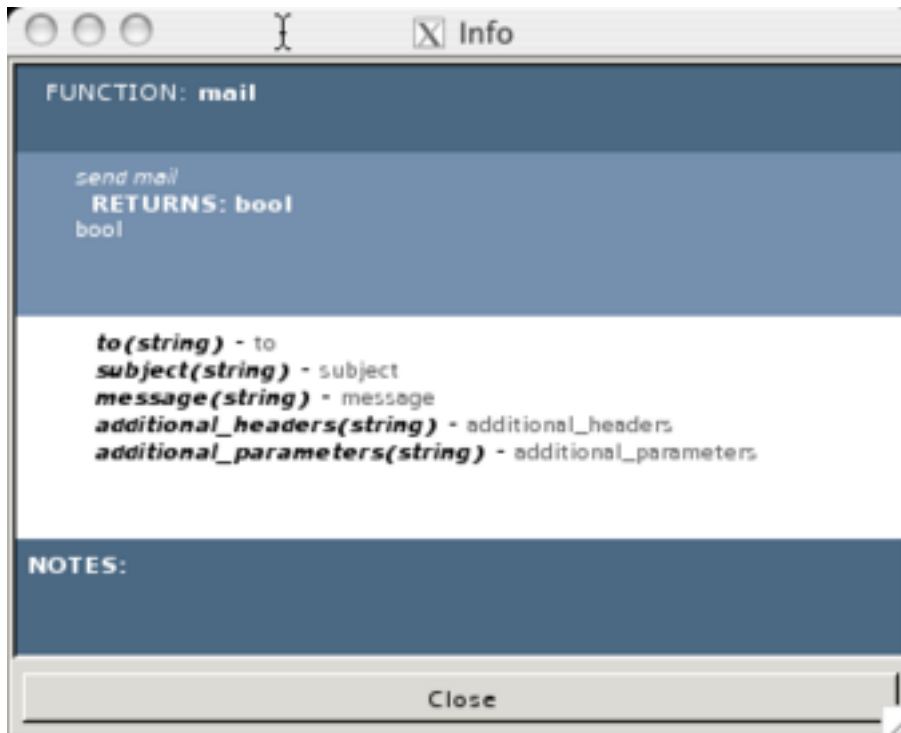 Info
FUNCTION: mail
send mail
RETURNS: bool
bool
to(string) - to
subject(string) - subject
message(string) - message
additional_headers(string) - additional_headers
additional_parameters(string) - additional_parameters
NOTES:
Close